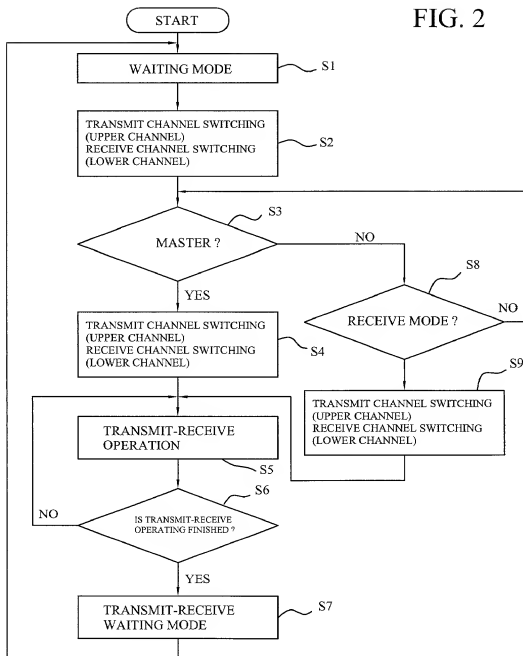 FIG. 2
START
WAITING MODE
S1
TRANSMIT CHANNEL SWITCHING
(UPPER CHANNEL)
RECEIVE CHANNEL SWITCHING
(LOWER CHANNEL)
S2
S3
MASTER ?
NO
YES
S8
RECEIVE MODE ?
NO
TRANSMIT CHANNEL SWITCHING
(UPPER CHANNEL)
RECEIVE CHANNEL SWITCHING
(LOWER CHANNEL)
S4
S9
TRANSMIT CHANNEL SWITCHING
(UPPER CHANNEL)
RECEIVE CHANNEL SWITCHING
(LOWER CHANNEL)
TRANSMIT-RECEIVE
OPERATION
S5
S6
IS TRANSMIT-RECEIVE
OPERATING FINISHED ?
NO
YES
TRANSMIT-RECEIVE
WAITING MODE
S7